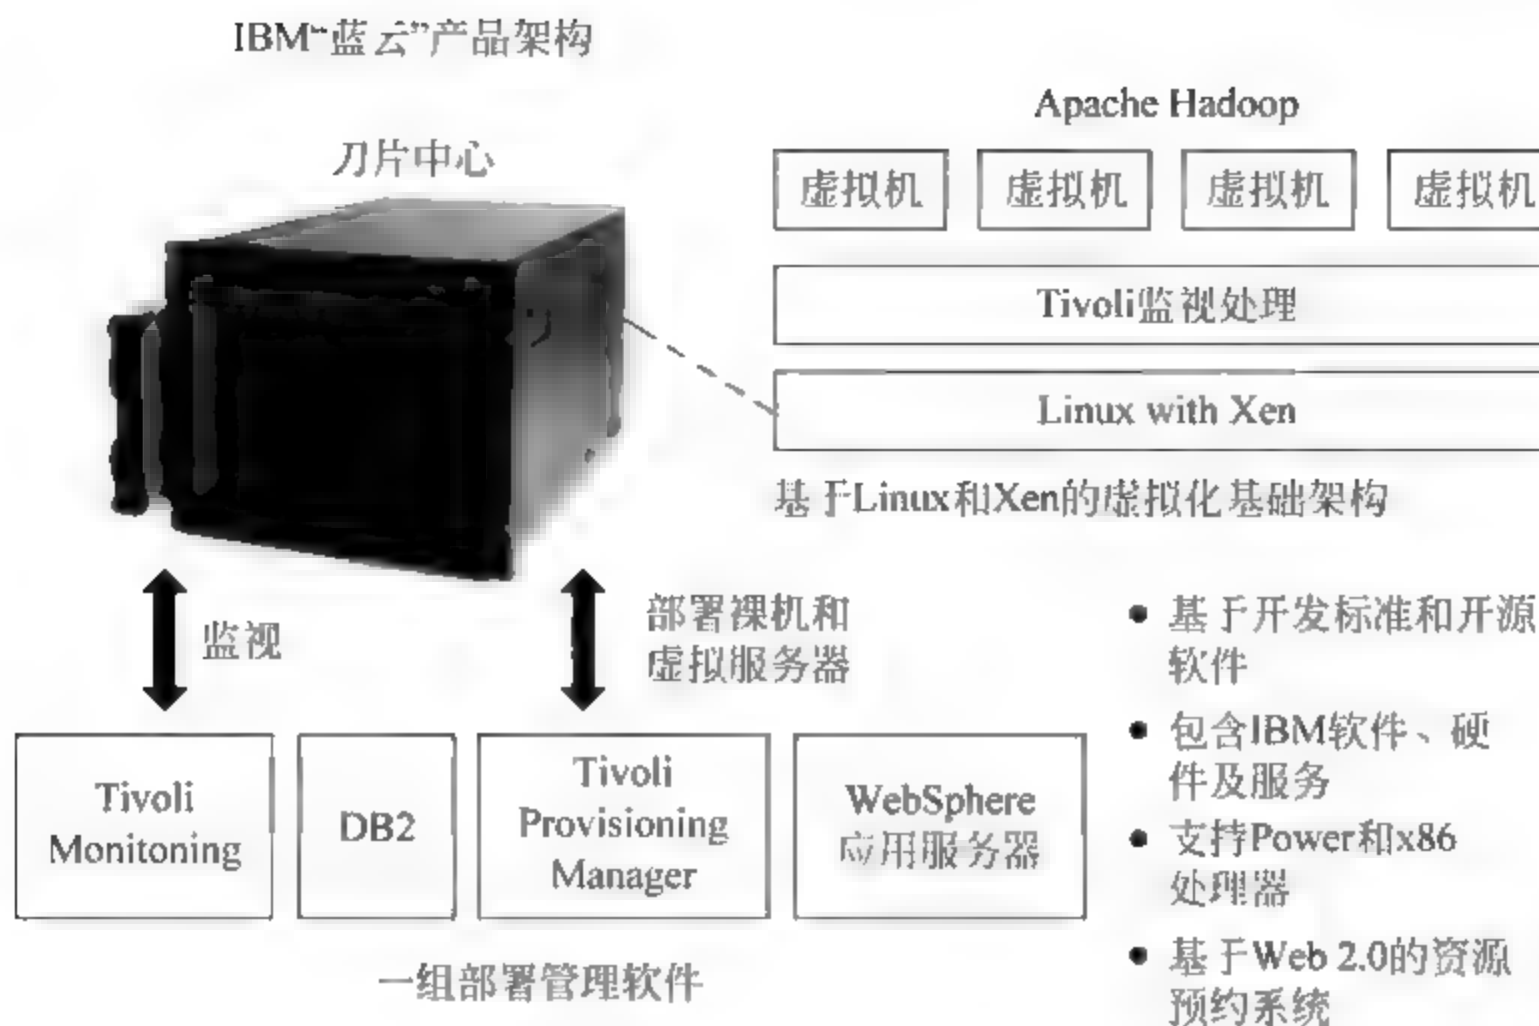 IBM“蓝云”产品架构
刀片中心
Apache Hadoop
虚拟机 虚拟机 虚拟机 虚拟机
Tivoli监视处理
Linux with Xen
基于Linux和Xen的虚拟化基础架构
监视
部署裸机和
虚拟服务器
Tivoli
Monitoning
DB2
Tivoli
Provisioning
Manager
WebSphere
应用服务器
一组部署管理软件
● 基于开发标准和开源
软件
● 包含IBM软件、硬
件及服务
● 支持Power和x86
处理器
● 基于Web 2.0的资源
预约系统